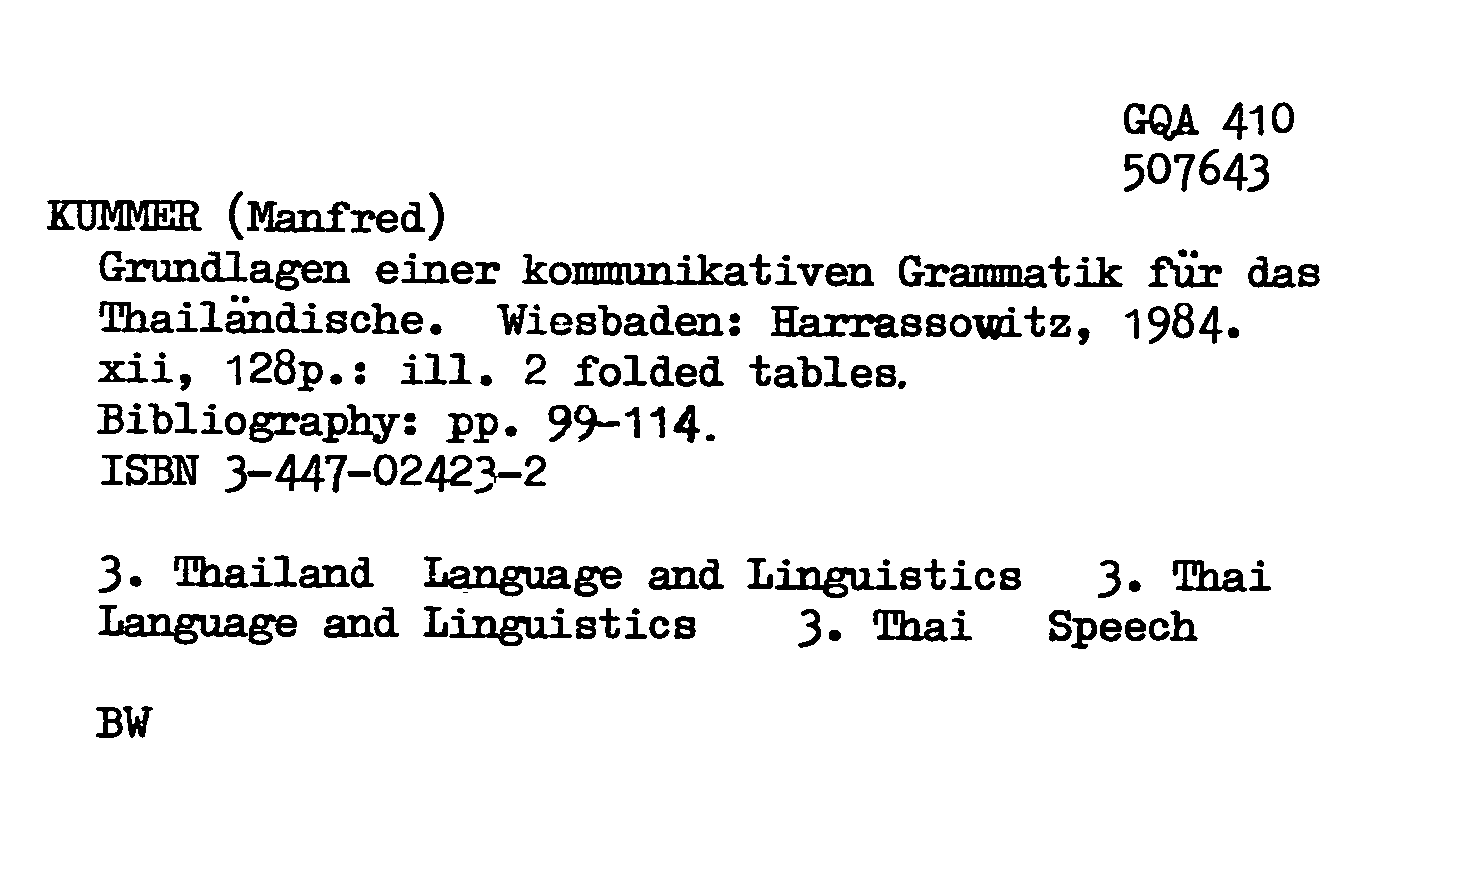 GQA 410
507643
KUMMER (Manfred)
Grundlagen einer kommunikativen Grammatik für das
Thailändische. Wiesbaden: Harrassowitz, 1984.
xii, 128p.: ill. 2 folded tables.
Bibliography: pp. 99-114.
ISBN 3-447-02423-2
3. Thailand Language and Linguistics 3. Thai
Language and Linguistics 3. Thai Speech
BW